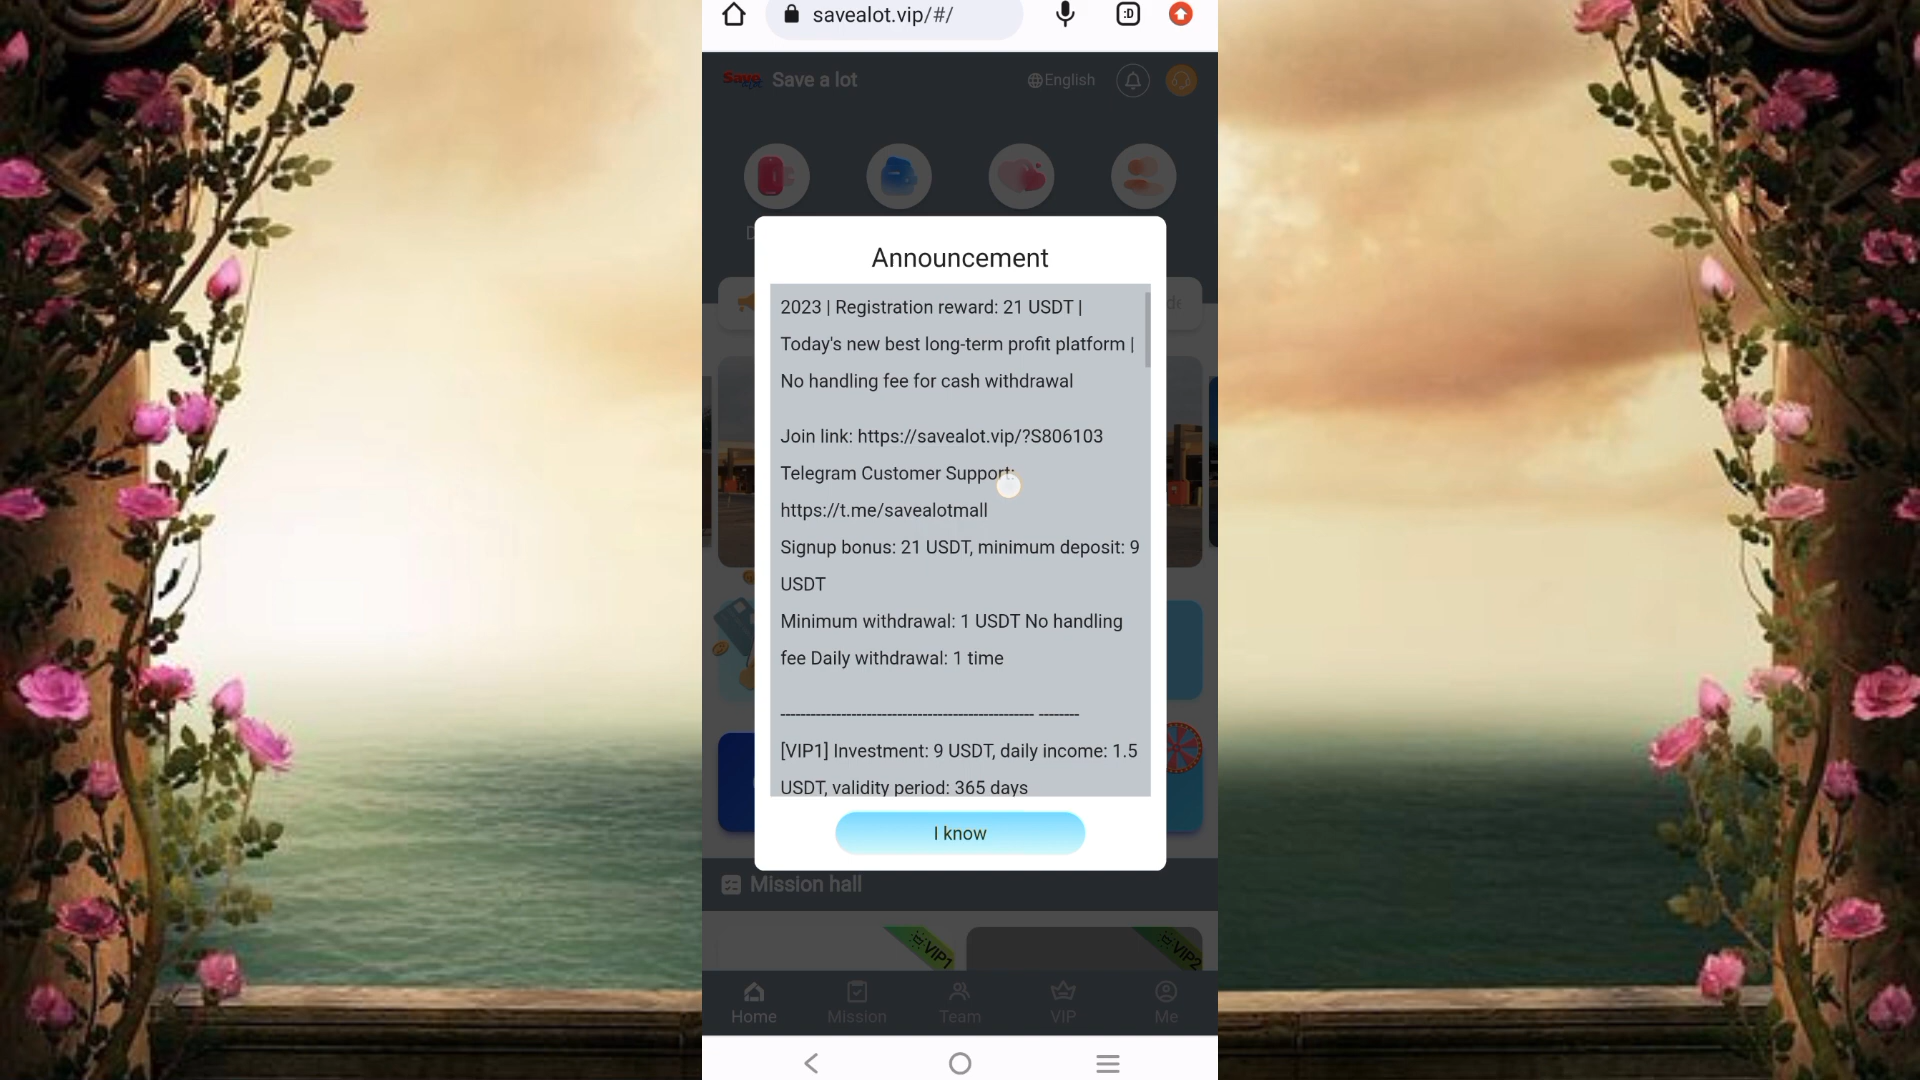 savealot.vip/#/
:D
Save
Save a lot
English
Announcement
2023 | Registration reward: 21 USDT |
Today's new best long-term profit platform |
No handling fee for cash withdrawal
Join link: https://savealot.vip/?S806103
Telegram Customer Support:
https://t.me/savealotmall
Signup bonus: 21 USDT, minimum deposit: 9
USDT
Minimum withdrawal: 1 USDT No handling
fee Daily withdrawal: 1 time
------------------------------------------------- --------
[VIP1] Investment: 9 USDT, daily income: 1.5
USDT, validity period: 365 days
I know
Mission hall
VIP1
VIP2
Home
Mission
Team
VIP
Me